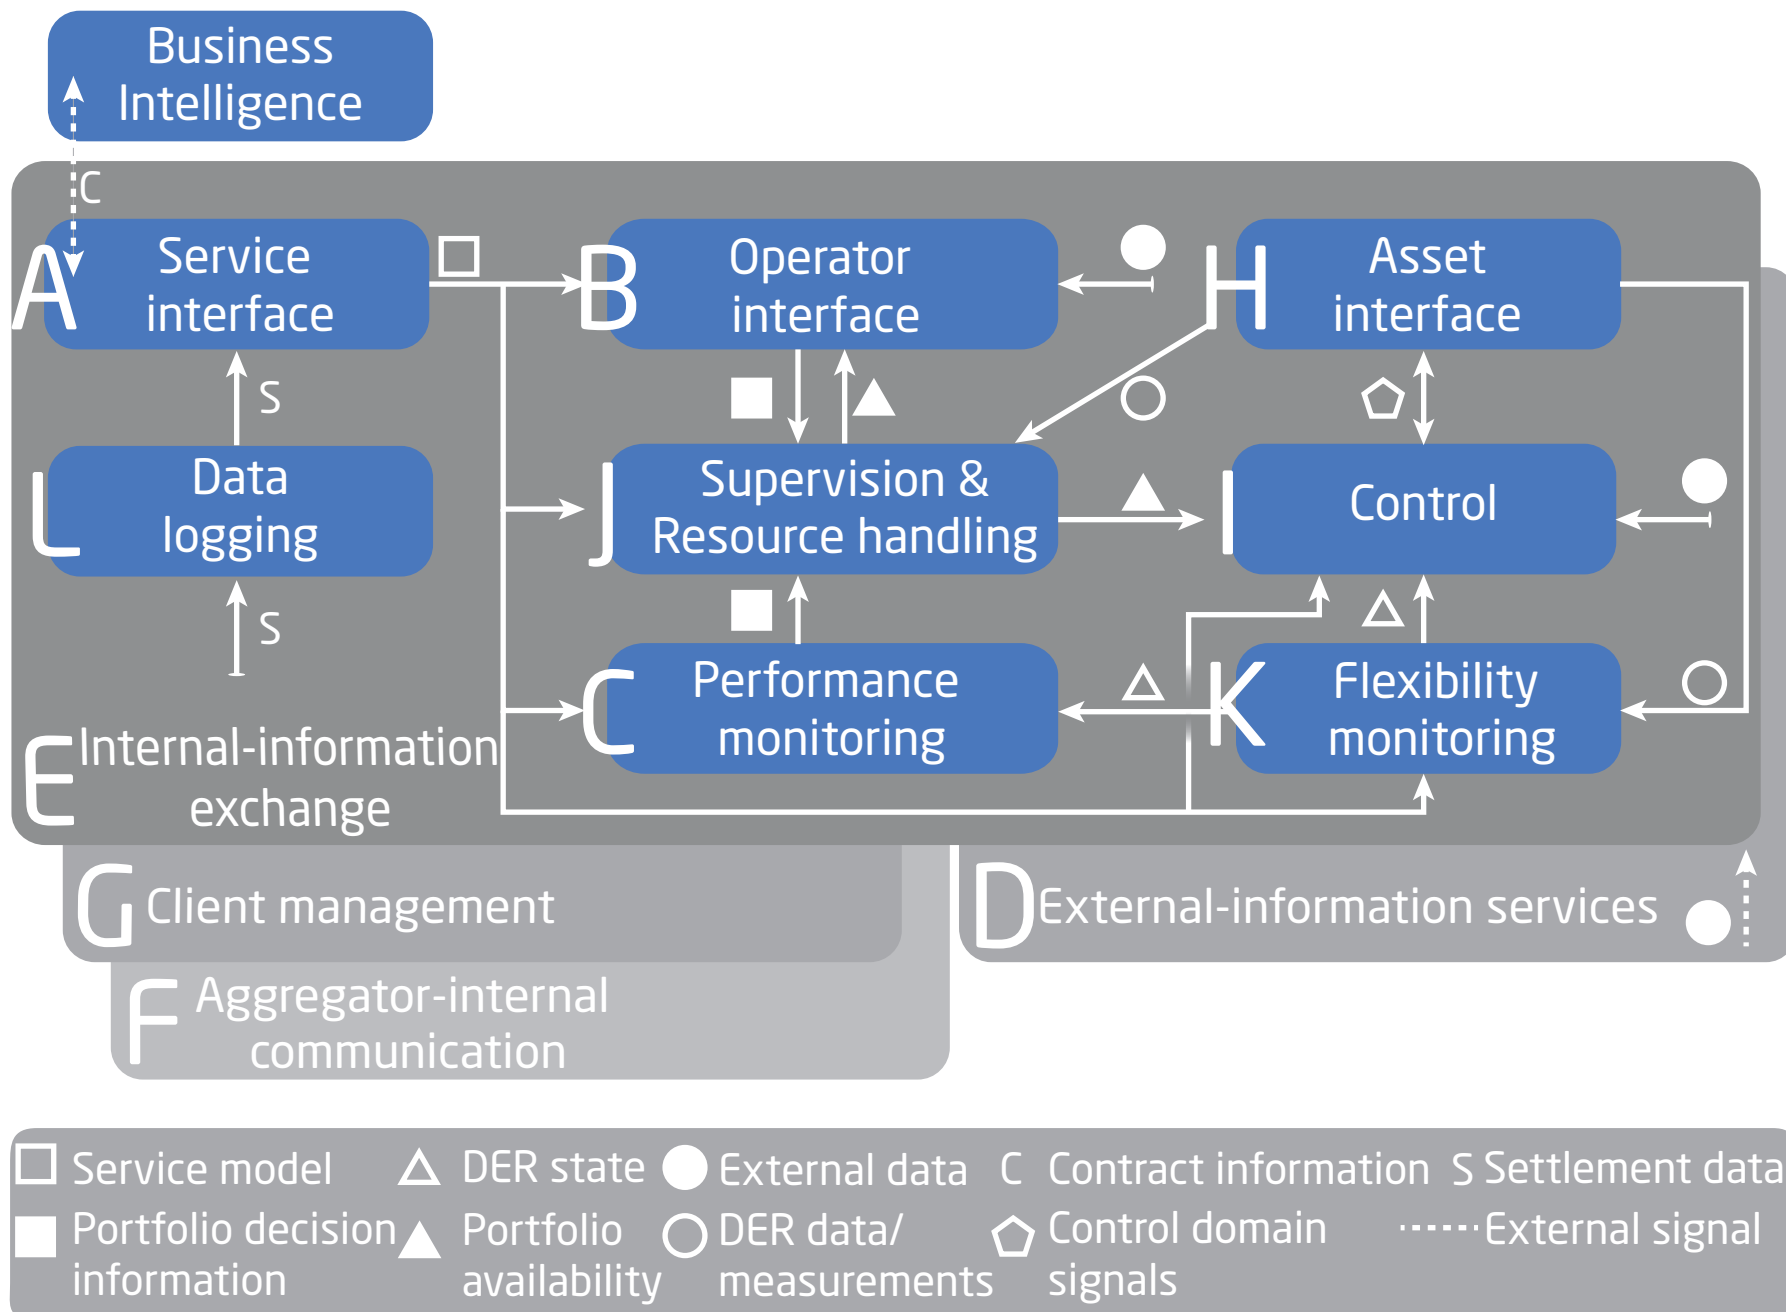 Business
Intelligence
C
A
Service
interface
B
Operator
interface
H
Asset
interface
S
L
Data
logging
J
Supervision &
Resource handling
I
Control
S
C
Performance
monitoring
K
Flexibility
monitoring
E
Internal-information
exchange
G
Client management
D
External-information services
F
Aggregator-internal
communication
Service model
DER state
External data
C Contract information
S Settlement data
Portfolio decision
information
Portfolio
availability
DER data/
measurements
Control domain
signals
External signal